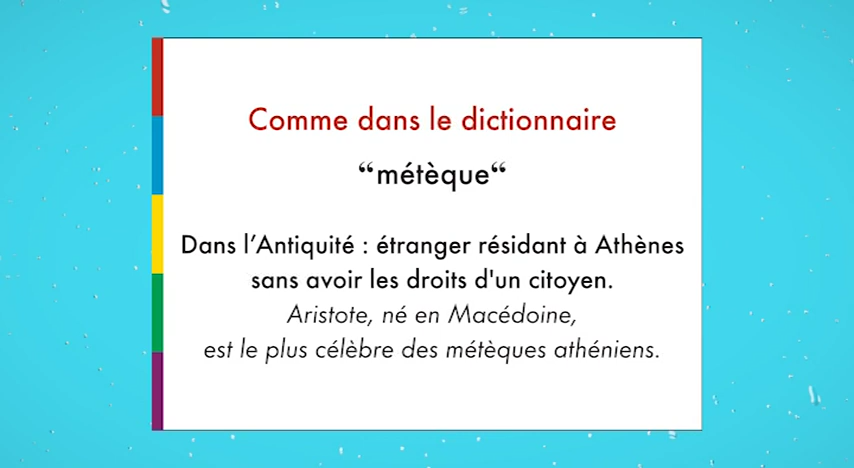 Comme dans le dictionnaire
“métèque“
Dans l’Antiquité : étranger résidant à Athènes
sans avoir les droits d'un citoyen.
Aristote, né en Macédoine,
est le plus célèbre des métèques athéniens.